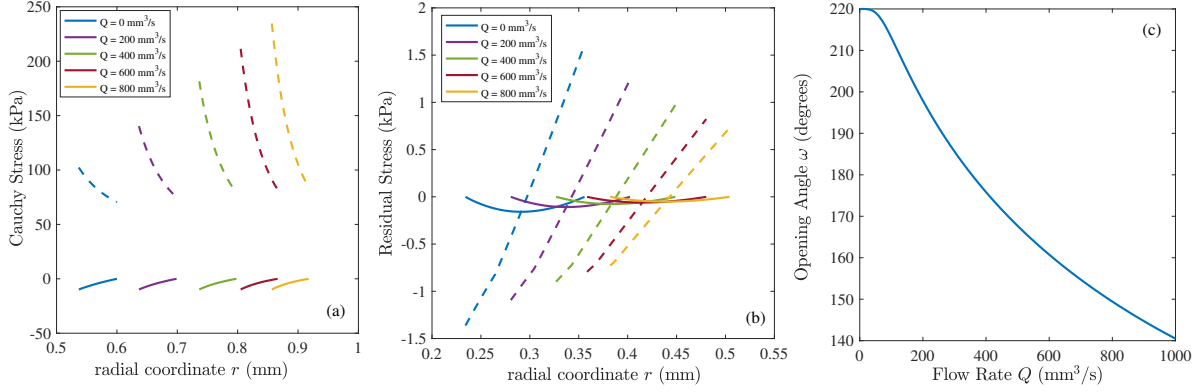 250
200
150
100
50
0
-50
Cauchy Stress (kPa)
Q = 0 mm³/s
Q = 200 mm³/s
Q = 400 mm³/s
Q = 600 mm³/s
Q = 800 mm³/s
(a)
0.5 0.6 0.7 0.8 0.9 1
radial coordinate r (mm)
2
1.5
1
0.5
0
-0.5
-1
-1.5
Residual Stress (kPa)
Q = 0 mm³/s
Q = 200 mm³/s
Q = 400 mm³/s
Q = 600 mm³/s
Q = 800 mm³/s
(b)
0.2 0.25 0.3 0.35 0.4 0.45 0.5 0.55
radial coordinate r (mm)
220
210
200
190
180
170
160
150
140
Opening Angle ω (degrees)
(c)
0 200 400 600 800 1000
Flow Rate Q (mm³/s)